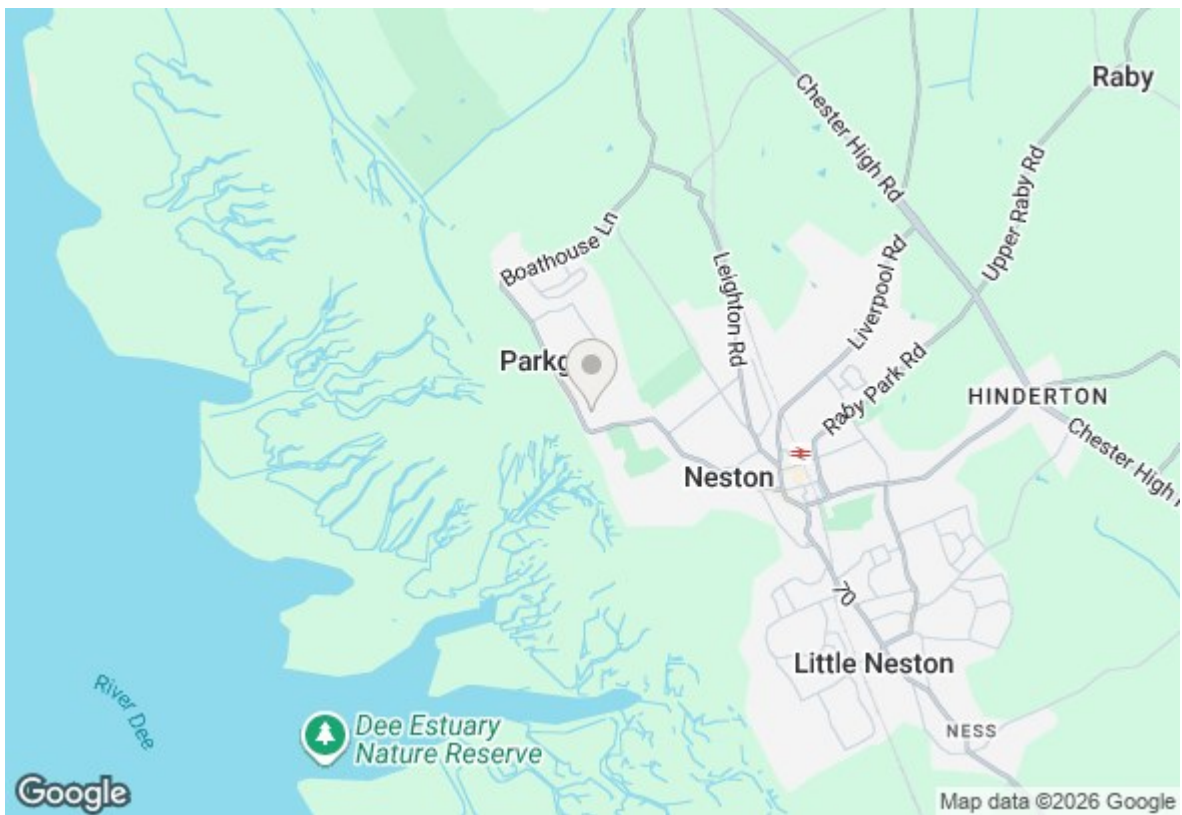 Raby
Chester High Rd
Upper Raby Rd
Boathouse Ln
Leighton Rd
Liverpool Rd
Parkg
Raby Park Rd
HINDERTON
Chester High
Neston
70
Little Neston
River Dee
Dee Estuary
Nature Reserve
NESS
Google
Map data ©2026 Google